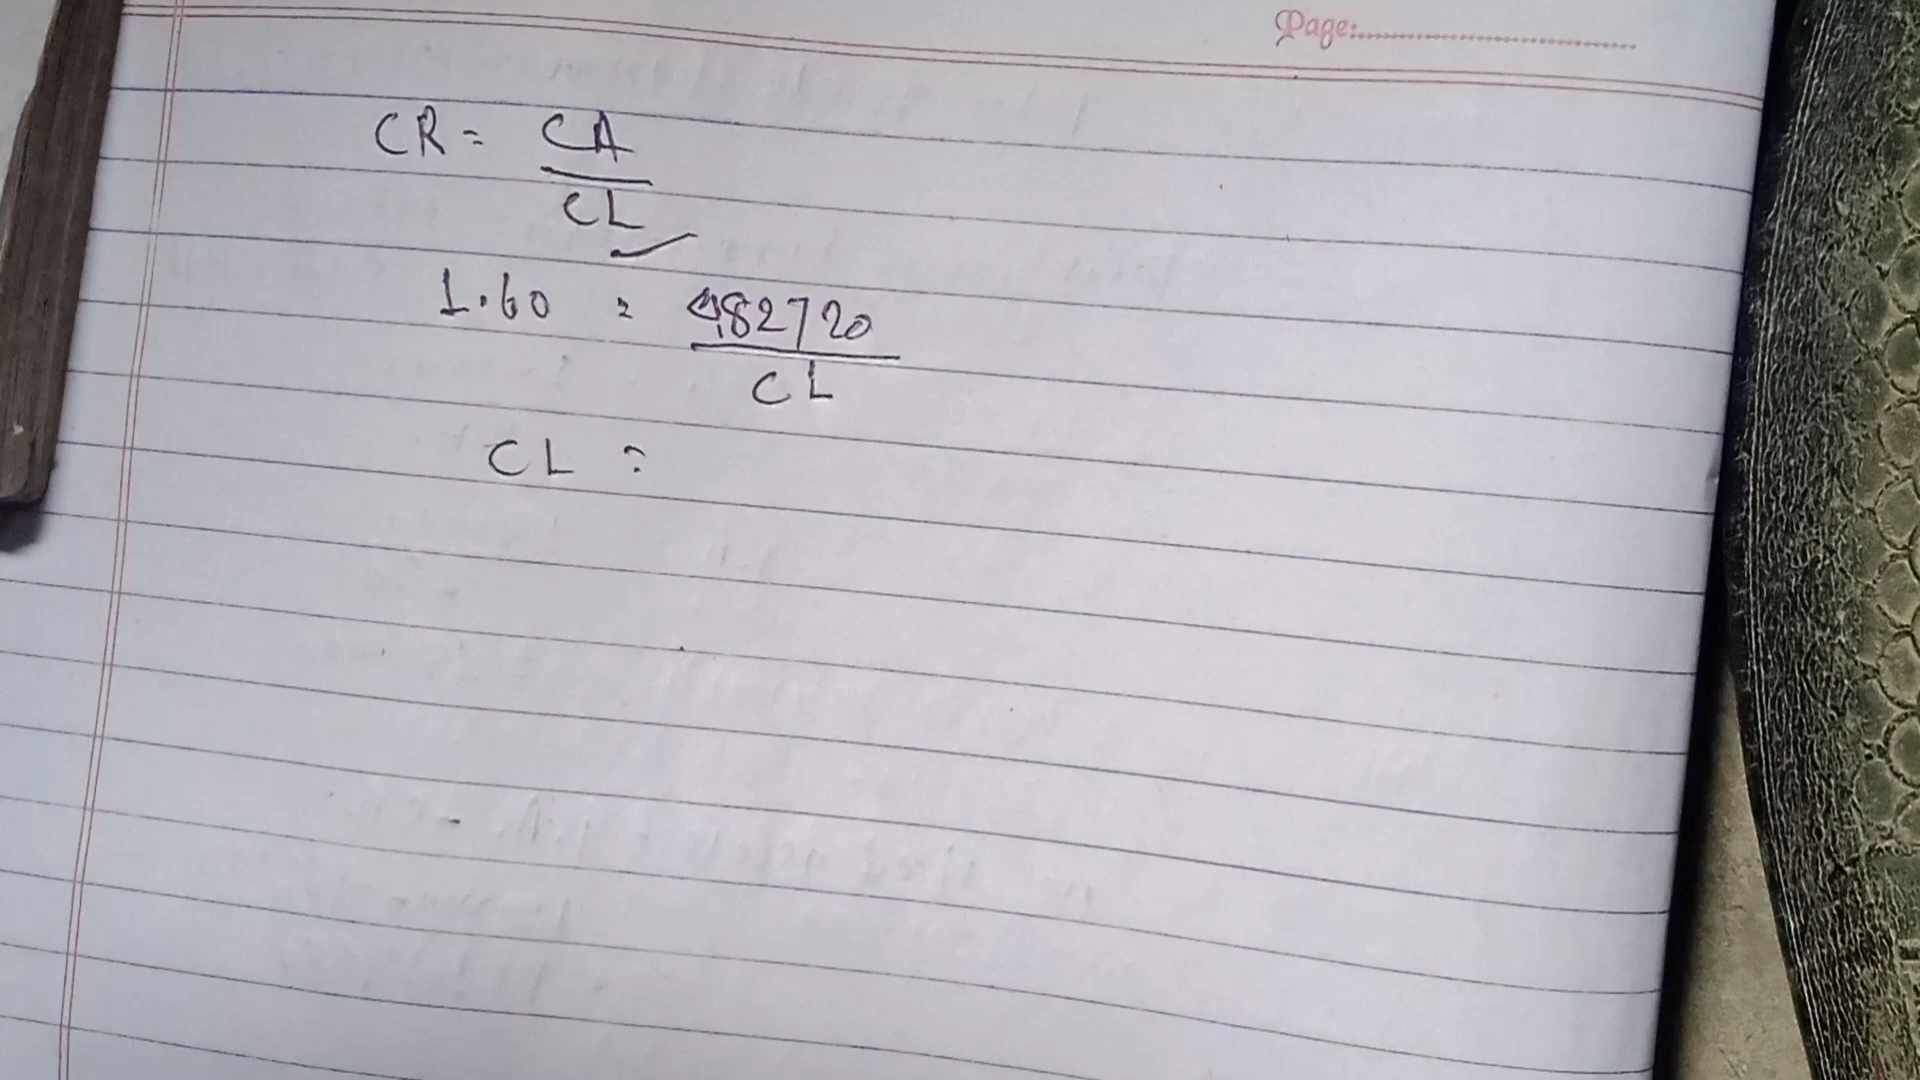 Page:
CR = CA
CL
1.60 = 482720
CL
CL =